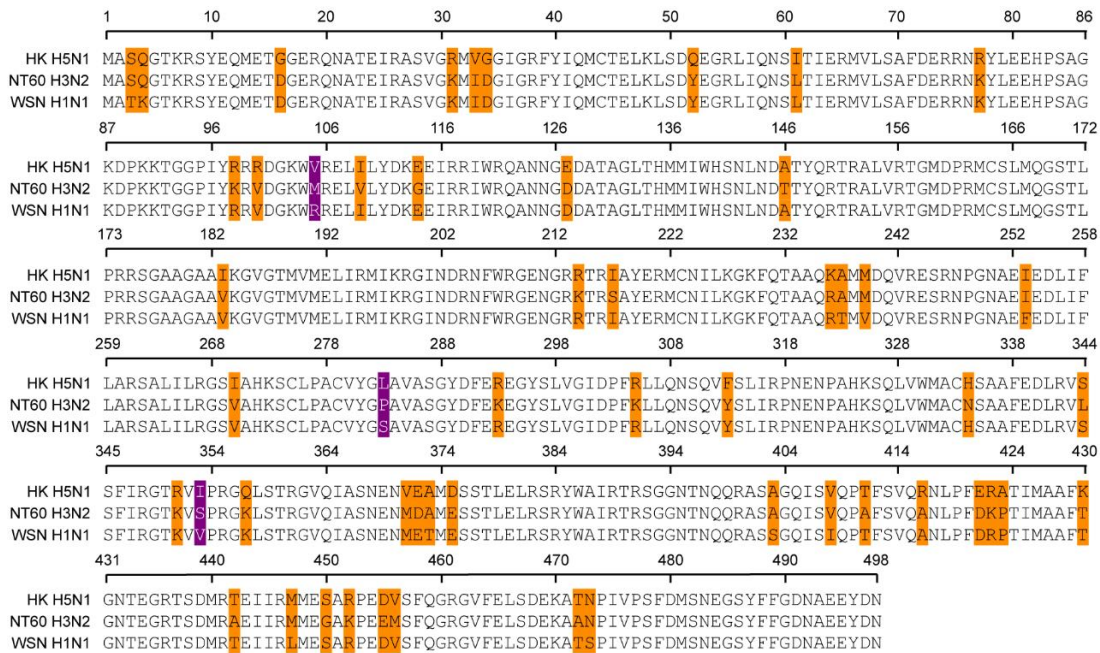 1 10 20 30 40 50 60 70 80 86
HK H5N1 MASQGTKRSYEQMETGGERQNATEIRASVGRMVGGIGRFYIQMCTELKLSDQEGRLIQNSITIERMVLSAFDERRNRYLEEHPSAG
NT60 H3N2 MASQGTKRSYEQMETDGERQNATEIRASVGKMIDGIGRFYIQMCTELKLSDYEGRLIQNSLTIERMVLSAFDERRNKYLEEHPSAG
WSN H1N1 MATKGTKRSYEQMETDGERQNATEIRASVGKMIDGIGRFYIQMCTELKLSDYEGRLIQNSLTIERMVLSAFDERRNKYLEEHPSAG
87 96 106 116 126 136 146 156 166 172
HK H5N1 KDPKKTGGPIYRRRDGKWVRELILYDKEEIRRIWRQANNGEDATAGLTHMMIWHSNLNDATYQRTRALVRTGMDPRMCSLMQGSTL
NT60 H3N2 KDPKKTGGPIYKRVDGKWMRELVLYDKGEIRRIWRQANNGDDATAGLTHMMIWHSNLNDTTYQRTRALVRTGMDPRMCSLMQGSTL
WSN H1N1 KDPKKTGGPIYRRVDGKWRRELILYDKEEIRRIWRQANNGDDATAGLTHMMIWHSNLNDATYQRTRALVRTGMDPRMCSLMQGSTL
173 182 192 202 212 222 232 242 252 258
HK H5N1 PRRSGAAGAAIKGVGTMVMELIRMIKRGINDRNFWRGENGRRTRIAYERMCNILKGKFQTAAQKAMMDQVRESRNPGNAEIEDLIF
NT60 H3N2 PRRSGAAGAAVKGVGTMVMELIRMIKRGINDRNFWRGENGRKTRSAYERMCNILKGKFQTAAQRAMMDQVRESRNPGNAEIEDLIF
WSN H1N1 PRRSGAAGAAVKGVGTMVMELIRMIKRGINDRNFWRGENGRRTRIAYERMCNILKGKFQTAAQRTMVDQVRESRNPGNAEFEDLIF
259 268 278 288 298 308 318 328 338 344
HK H5N1 LARSALILRGSIAHKSCLPACVYGLAVASGYDFEREGYSLVGIDPFRLLQNSQVFSLIRPNENPAHKSQLVWMACHSAAFEDLRVS
NT60 H3N2 LARSALILRGSVAHKSCLPACVYGPAVASGYDFEKEGYSLVGIDPFKLLQNSQVYSLIRPNENPAHKSQLVWMACNSAAFEDLRVL
WSN H1N1 LARSALILRGSVAHKSCLPACVYGSAVASGYDFEREGYSLVGIDPFRLLQNSQVYSLIRPNENPAHKSQLVWMACHSAAFEDLRVS
345 354 364 374 384 394 404 414 424 430
HK H5N1 SFIRGTRVIPRGQLSTRGVQIASNENVEAMDSSTLELRSRYWAIRTRSGGNTNQQRASAGQISVQPTFSVQRNLPFERATIMAAFK
NT60 H3N2 SFIRGTKVSPRGKLSTRGVQIASNENMDAMESSTLELRSRYWAIRTRSGGNTNQQRASAGQISVQPAFSVQANLPFDKPTIMAAFT
WSN H1N1 SFIRGTKVVPRGKLSTRGVQIASNENMETMESSTLELRSRYWAIRTRSGGNTNQQRASSGQISIQPTFSVQANLPFDRPTIMAAFT
431 440 450 460 470 480 490 498
HK H5N1 GNTEGRTSDMRTEIIRMMESARPEDVSFQGRGVFELSDEKATNPIVPSFDMSNEGSYFFGDNAEEYDN
NT60 H3N2 GNTEGRTSDMRAEIIRMMEGAKPEEMSFQGRGVFELSDEKAANPIVPSFDMSNEGSYFFGDNAEEYDN
WSN H1N1 GNTEGRTSDMRTEIIRLMESARPEDVSFQGRGVFELSDEKATSPIVPSFDMSNEGSYFFGDNAEEYDN